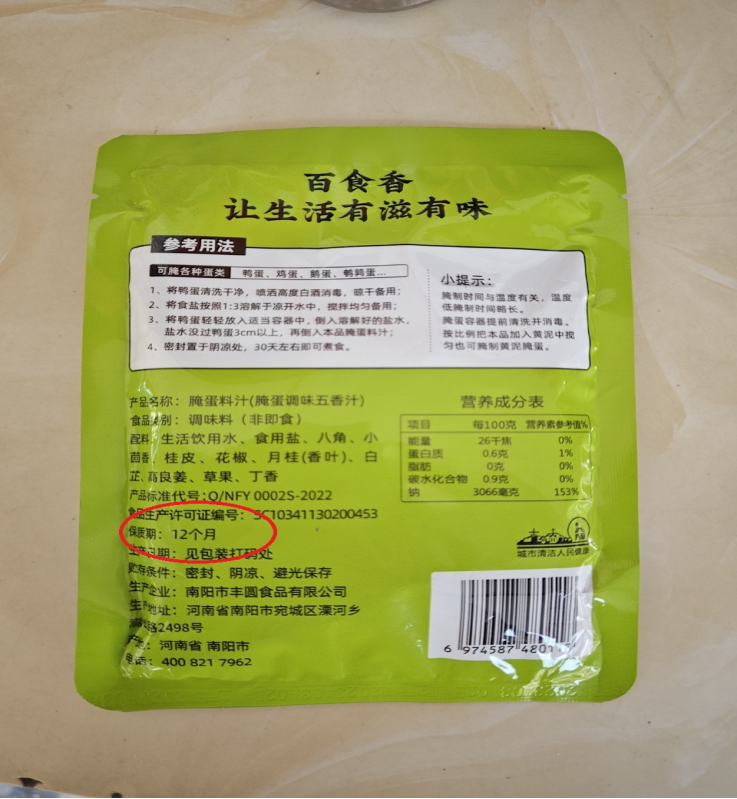 百食香
让生活有滋有味
参考用法
可腌各种蛋类 鸭蛋、鸡蛋、鹅蛋、鹌鹑蛋...
1、将鸭蛋清洗干净，喷洒高度白酒消毒，晾干备用；
2、将食盐按照1:3溶解于凉开水中，搅拌均匀备用；
3、将鸭蛋轻轻放入适当容器中，倒入溶解好的盐水，
盐水没过鸭蛋3cm以上，再倒入本品腌蛋料汁；
4、密封置于阴凉处，30天左右即可煮食。
小提示：
腌制时间与温度有关，温度
低腌制时间略长。
腌蛋容器提前清洗并消毒。
按比例把本品加入黄泥中搅
匀也可腌制黄泥腌蛋。
产品名称：腌蛋料汁(腌蛋调味五香汁)
食品类别：调味料（非即食）
配料：生活饮用水、食用盐、八角、小
茴香、桂皮、花椒、月桂(香叶)、白
芷、高良姜、草果、丁香
产品标准代号：Q/NFY 0002S-2022
食品生产许可证编号：SC10341130200453
保质期：12个月
生产日期：见包装打码处
贮存条件：密封、阴凉、避光保存
生产企业：南阳市丰圆食品有限公司
生产地址：河南省南阳市宛城区溧河乡
2498号
产地：河南省 南阳市
电话：400 821 7962
营养成分表
项目 每100克 营养素参考值%
能量 26千焦 0%
蛋白质 0.6克 1%
脂肪 0克 0%
碳水化合物 0.9克 0%
钠 3066毫克 153%
城市清洁人民健康
6 974587 480